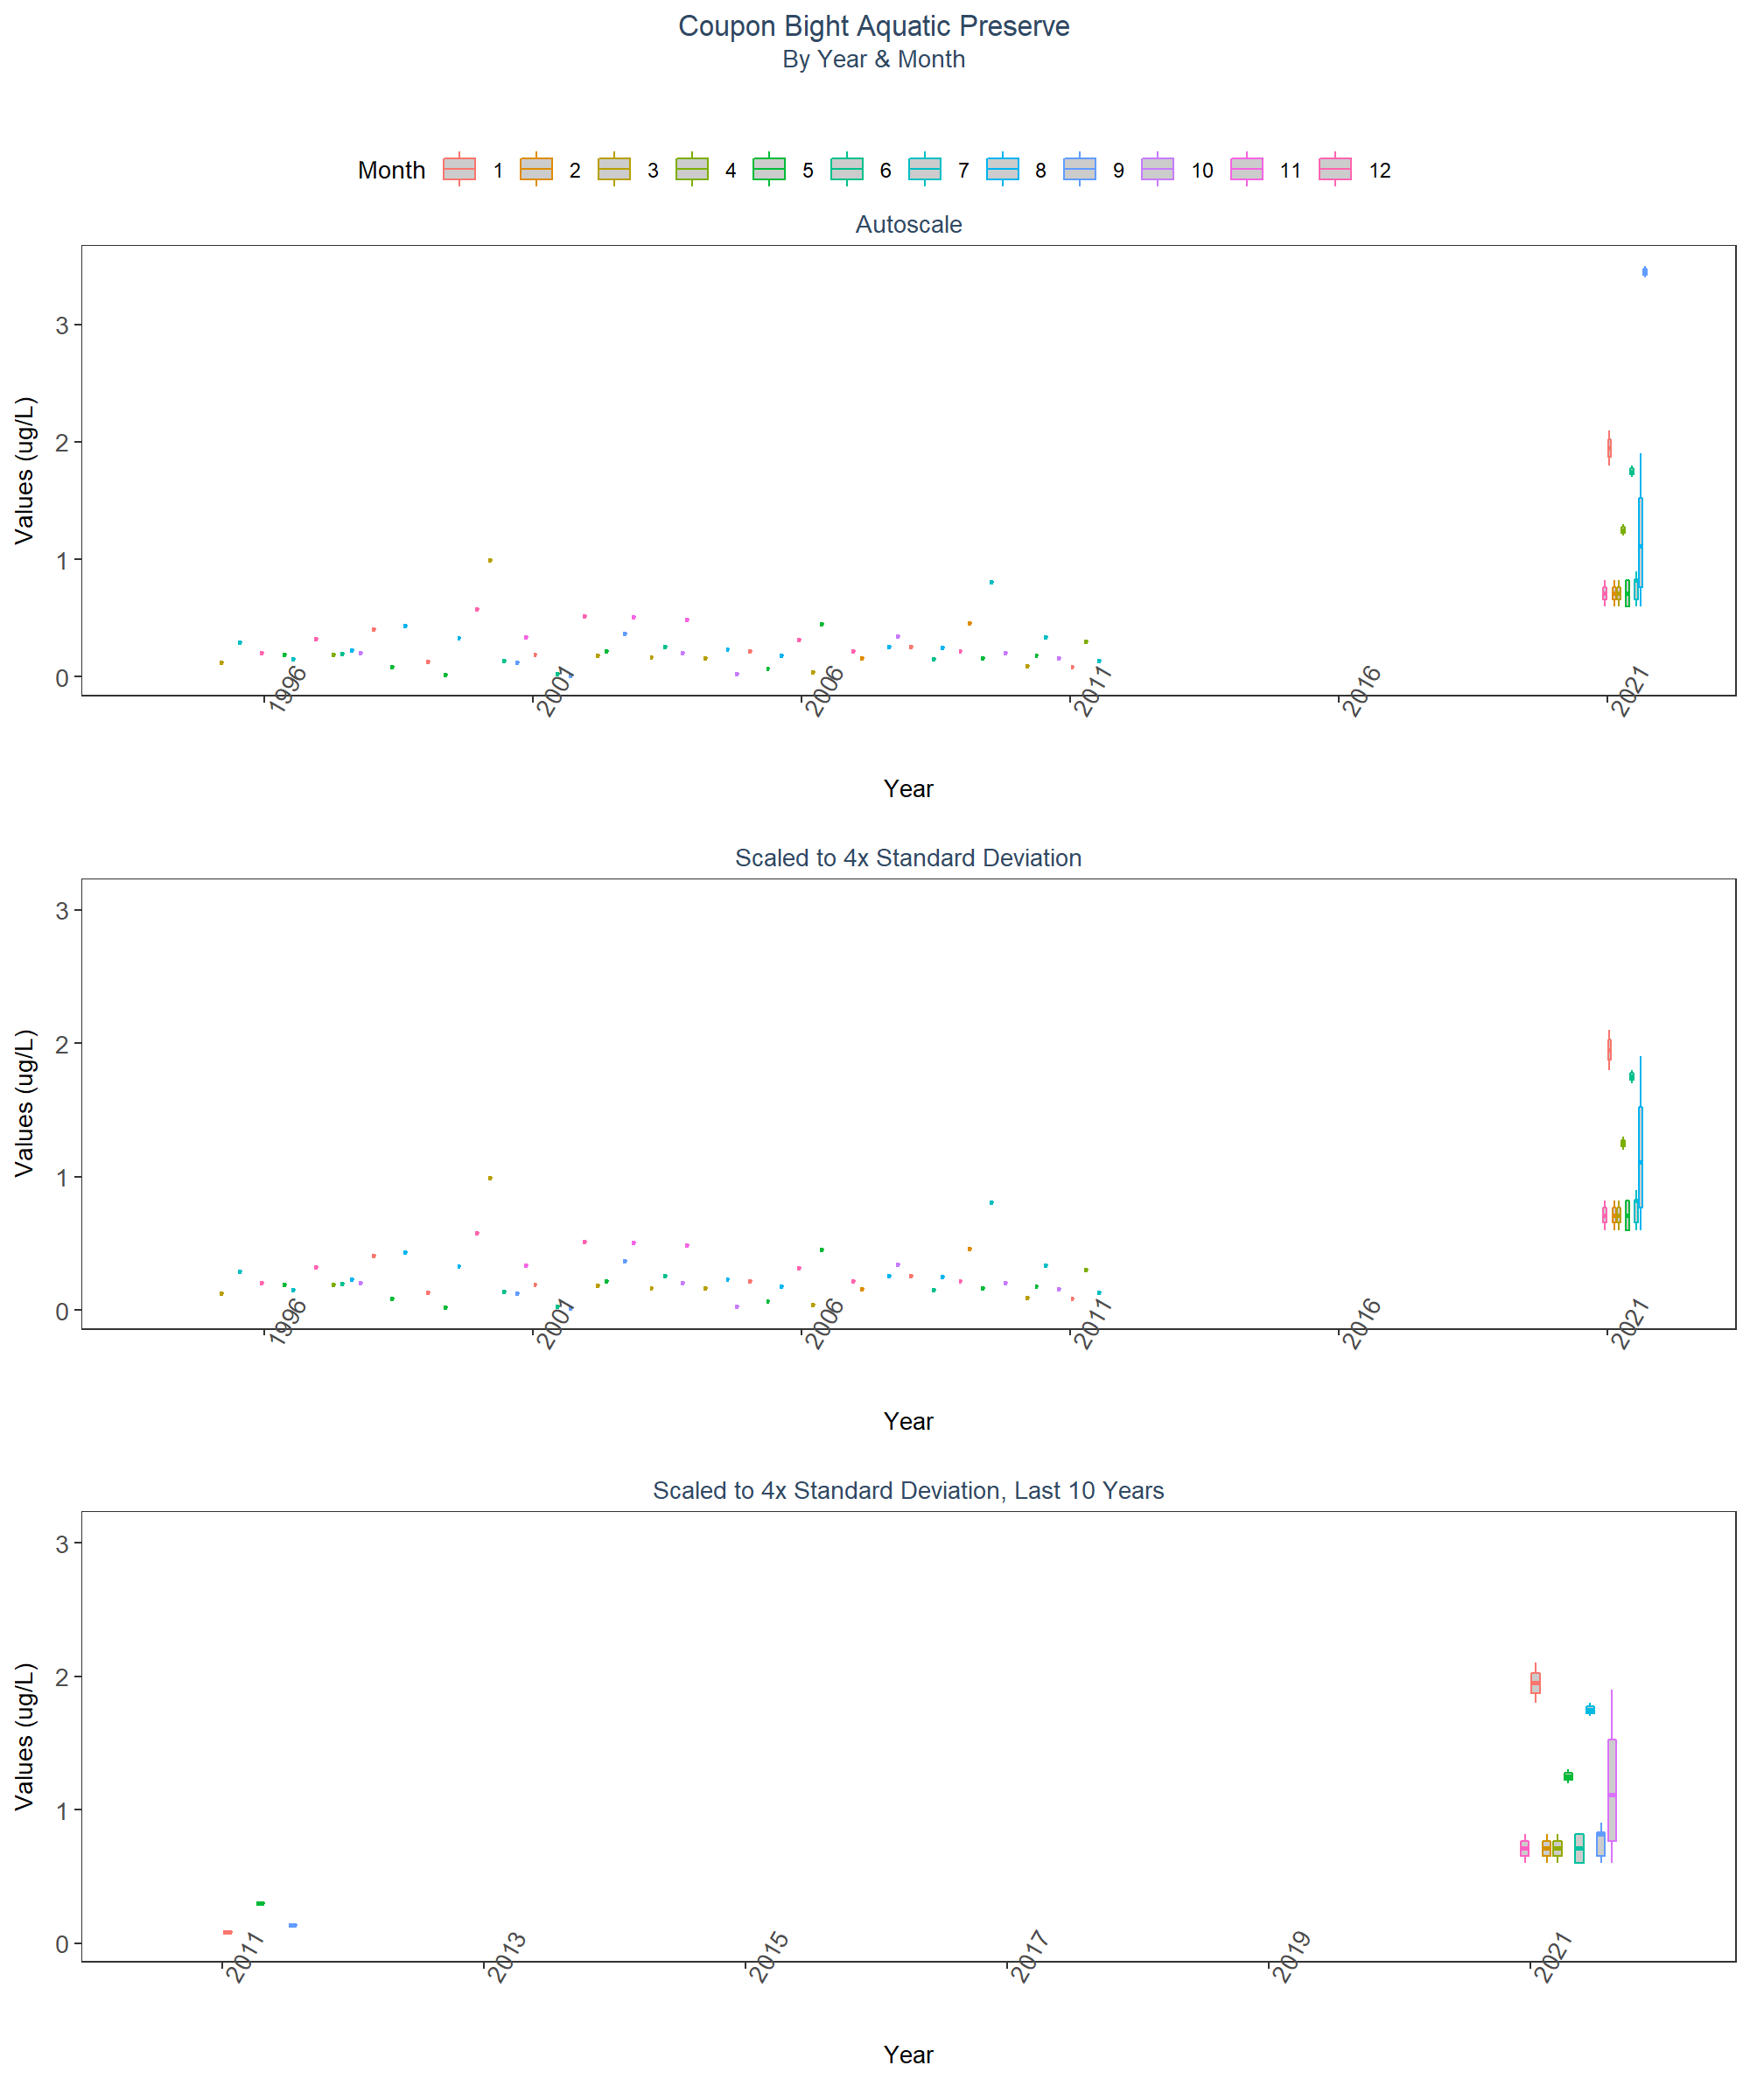 Coupon Bight Aquatic Preserve
By Year & Month
Month 1 2 3 4 5 6 7 8 9 10 11 12
Autoscale
Values (ug/L)
3
2
1
0
1996 2001 2006 2011 2016 2021
Year
Scaled to 4x Standard Deviation
Values (ug/L)
3
2
1
0
1996 2001 2006 2011 2016 2021
Year
Scaled to 4x Standard Deviation, Last 10 Years
Values (ug/L)
3
2
1
0
2011 2013 2015 2017 2019 2021
Year